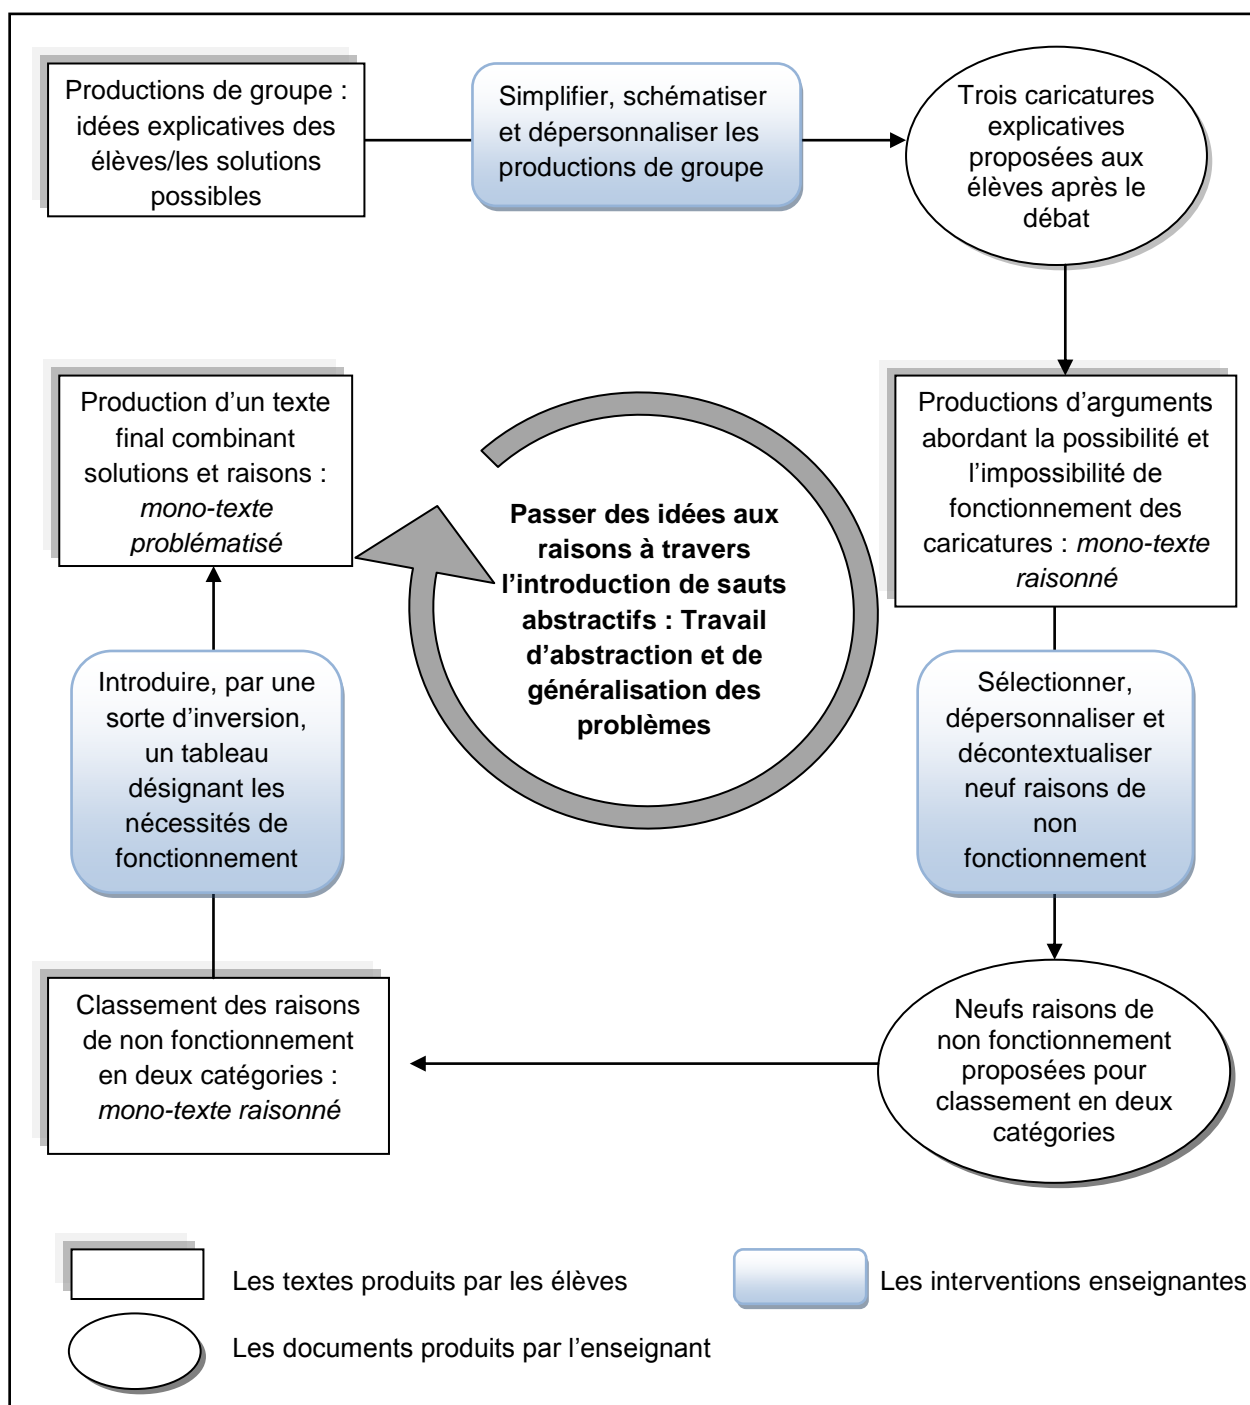 Productions de groupe :
idées explicatives des
élèves/les solutions
possibles
Simplifier, schématiser
et dépersonnaliser les
productions de groupe
Trois caricatures
explicatives
proposées aux
élèves après le
débat
Productions d’arguments
abordant la possibilité et
l’impossibilité de
fonctionnement des
caricatures : mono-texte
raisonné
Sélectionner,
dépersonnaliser et
décontextualiser
neuf raisons de
non
fonctionnement
Neufs raisons de
non fonctionnement
proposées pour
classement en deux
catégories
Classement des raisons
de non fonctionnement
en deux catégories :
mono-texte raisonné
Introduire, par une
sorte d’inversion,
un tableau
désignant les
nécessités de
fonctionnement
Production d’un texte
final combinant
solutions et raisons :
mono-texte
problématisé
Passer des idées aux
raisons à travers
l’introduction de sauts
abstractifs : Travail
d’abstraction et de
généralisation des
problèmes
Les textes produits par les élèves
Les interventions enseignantes
Les documents produits par l’enseignant